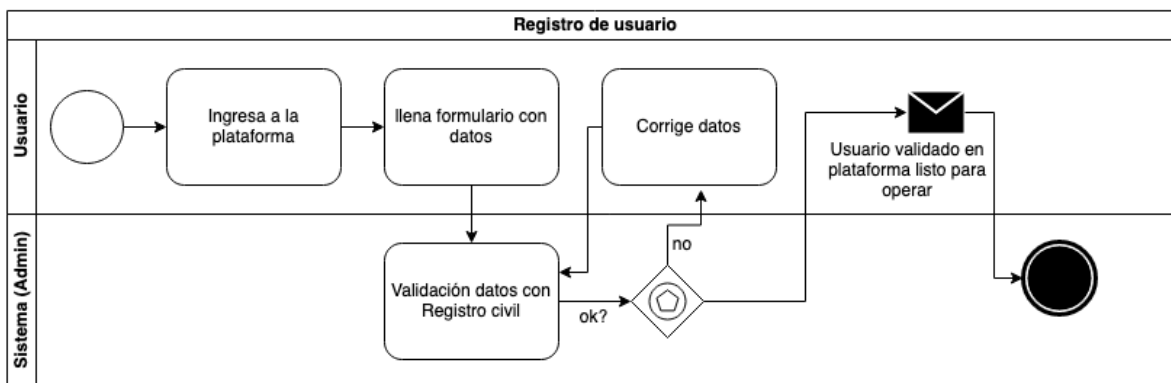 Registro de usuario
Usuario
Ingresa a la
plataforma
llena formulario con
datos
Corrige datos
Usuario validado en
plataforma listo para
operar
Sistema (Admin)
Validación datos con
Registro civil
ok?
no